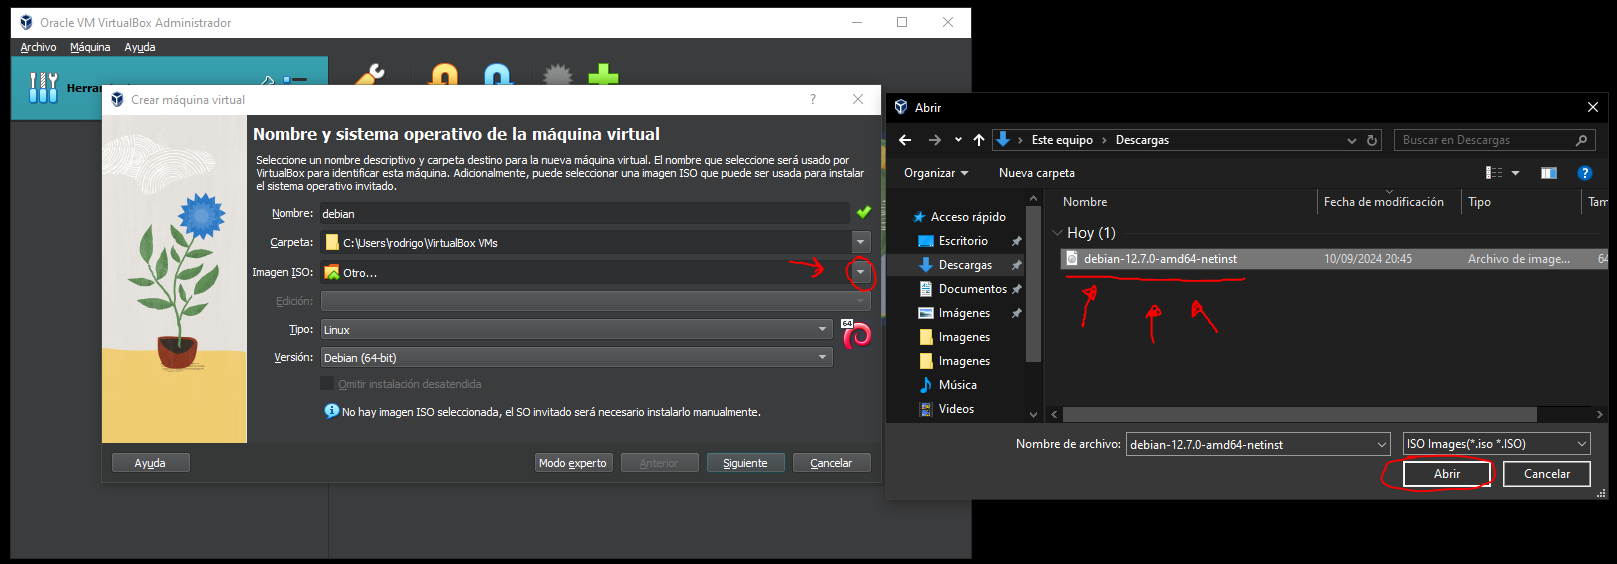 Oracle VM VirtualBox Administrador
Archivo Máquina Ayuda
Crear máquina virtual ?
Nombre y sistema operativo de la máquina virtual
Seleccione un nombre descriptivo y carpeta destino para la nueva máquina virtual. El nombre que seleccione será usado por
VirtualBox para identificar esta máquina. Adicionalmente, puede seleccionar una imagen ISO que puede ser usada para instalar
el sistema operativo invitado.
Nombre: debian
Carpeta: C:\Users\rodrigo\VirtualBox VMs
Imagen ISO: Otro...
Edición:
Tipo: Linux
64
Versión: Debian (64-bit)
Omitir instalación desatendida
No hay imagen ISO seleccionada, el SO invitado será necesario instalarlo manualmente.
Ayuda Modo experto Anterior Siguiente Cancelar
Abrir
Este equipo > Descargas
Buscar en Descargas
Organizar Nueva carpeta ?
Nombre Fecha de modificación Tipo Tam
Acceso rápido
Escritorio
Descargas
Documentos
Imágenes
Imagenes
Imagenes
Música
Videos
Hoy (1)
debian-12.7.0-amd64-netinst 10/09/2024 20:45 Archivo de image... 64
Nombre de archivo: debian-12.7.0-amd64-netinst ISO Images(*.iso *.ISO)
Abrir Cancelar